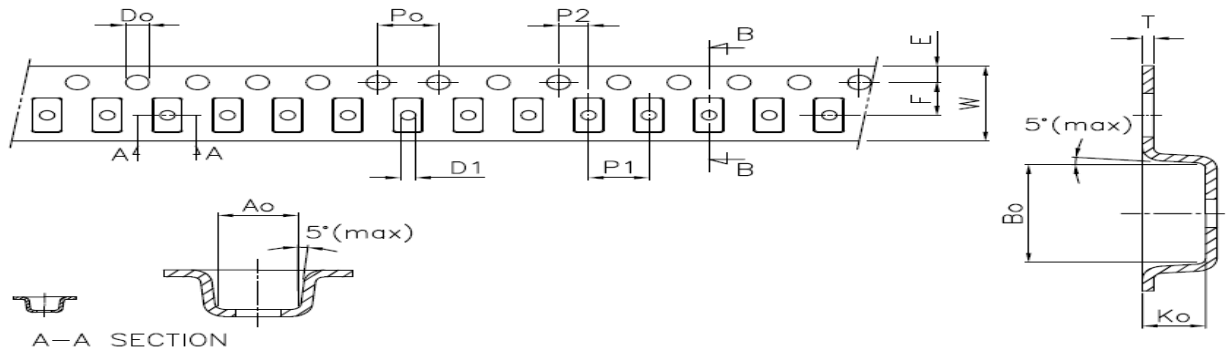 Do Po P2 B E T
F W
5°(max)
A A D1 P1 B
Bo
Ao
5°(max)
Ko
A-A SECTION